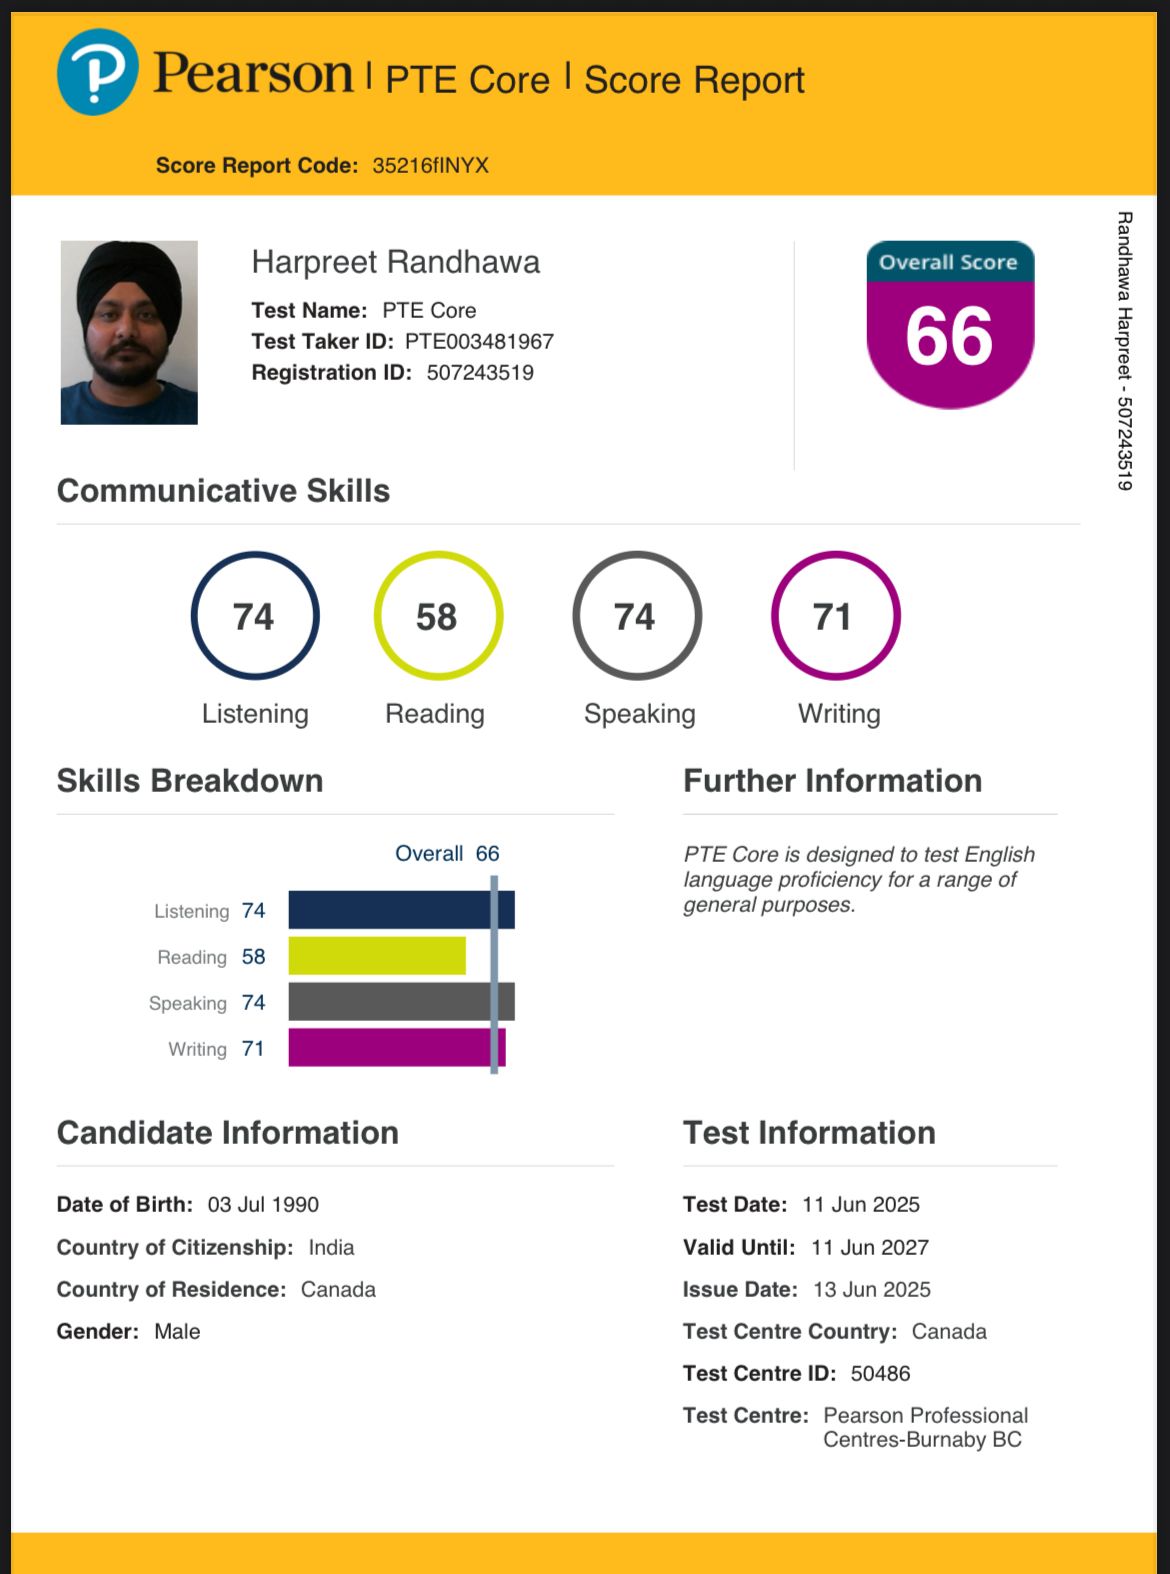 Pearson | PTE Core | Score Report
Score Report Code: 35216fINYX
Harpreet Randhawa
Test Name: PTE Core
Test Taker ID: PTE003481967
Registration ID: 507243519
Overall Score
66
Randhawa Harpreet - 507243519
Communicative Skills
74 58 74 71
Listening Reading Speaking Writing
Skills Breakdown
Overall 66
Listening 74
Reading 58
Speaking 74
Writing 71
Further Information
PTE Core is designed to test English
language proficiency for a range of
general purposes.
Candidate Information
Date of Birth: 03 Jul 1990
Country of Citizenship: India
Country of Residence: Canada
Gender: Male
Test Information
Test Date: 11 Jun 2025
Valid Until: 11 Jun 2027
Issue Date: 13 Jun 2025
Test Centre Country: Canada
Test Centre ID: 50486
Test Centre: Pearson Professional
Centres-Burnaby BC